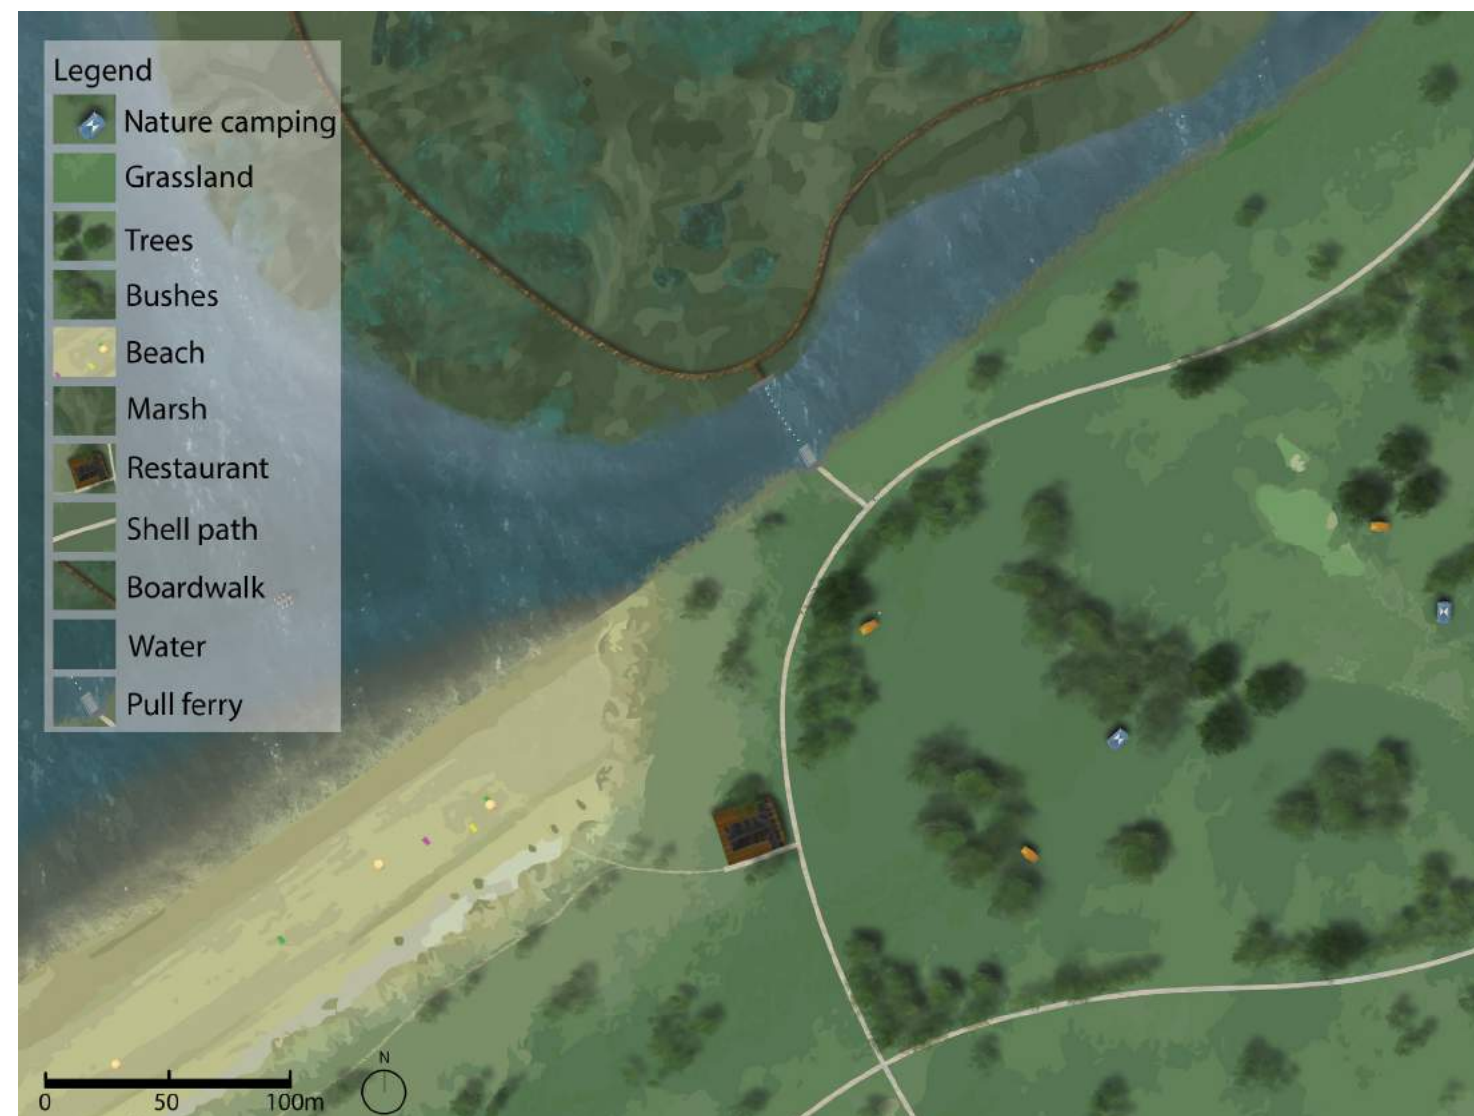 Legend
Nature camping
Grassland
Trees
Bushes
Beach
Marsh
Restaurant
Shell path
Boardwalk
Water
Pull ferry
N
0 50 100m